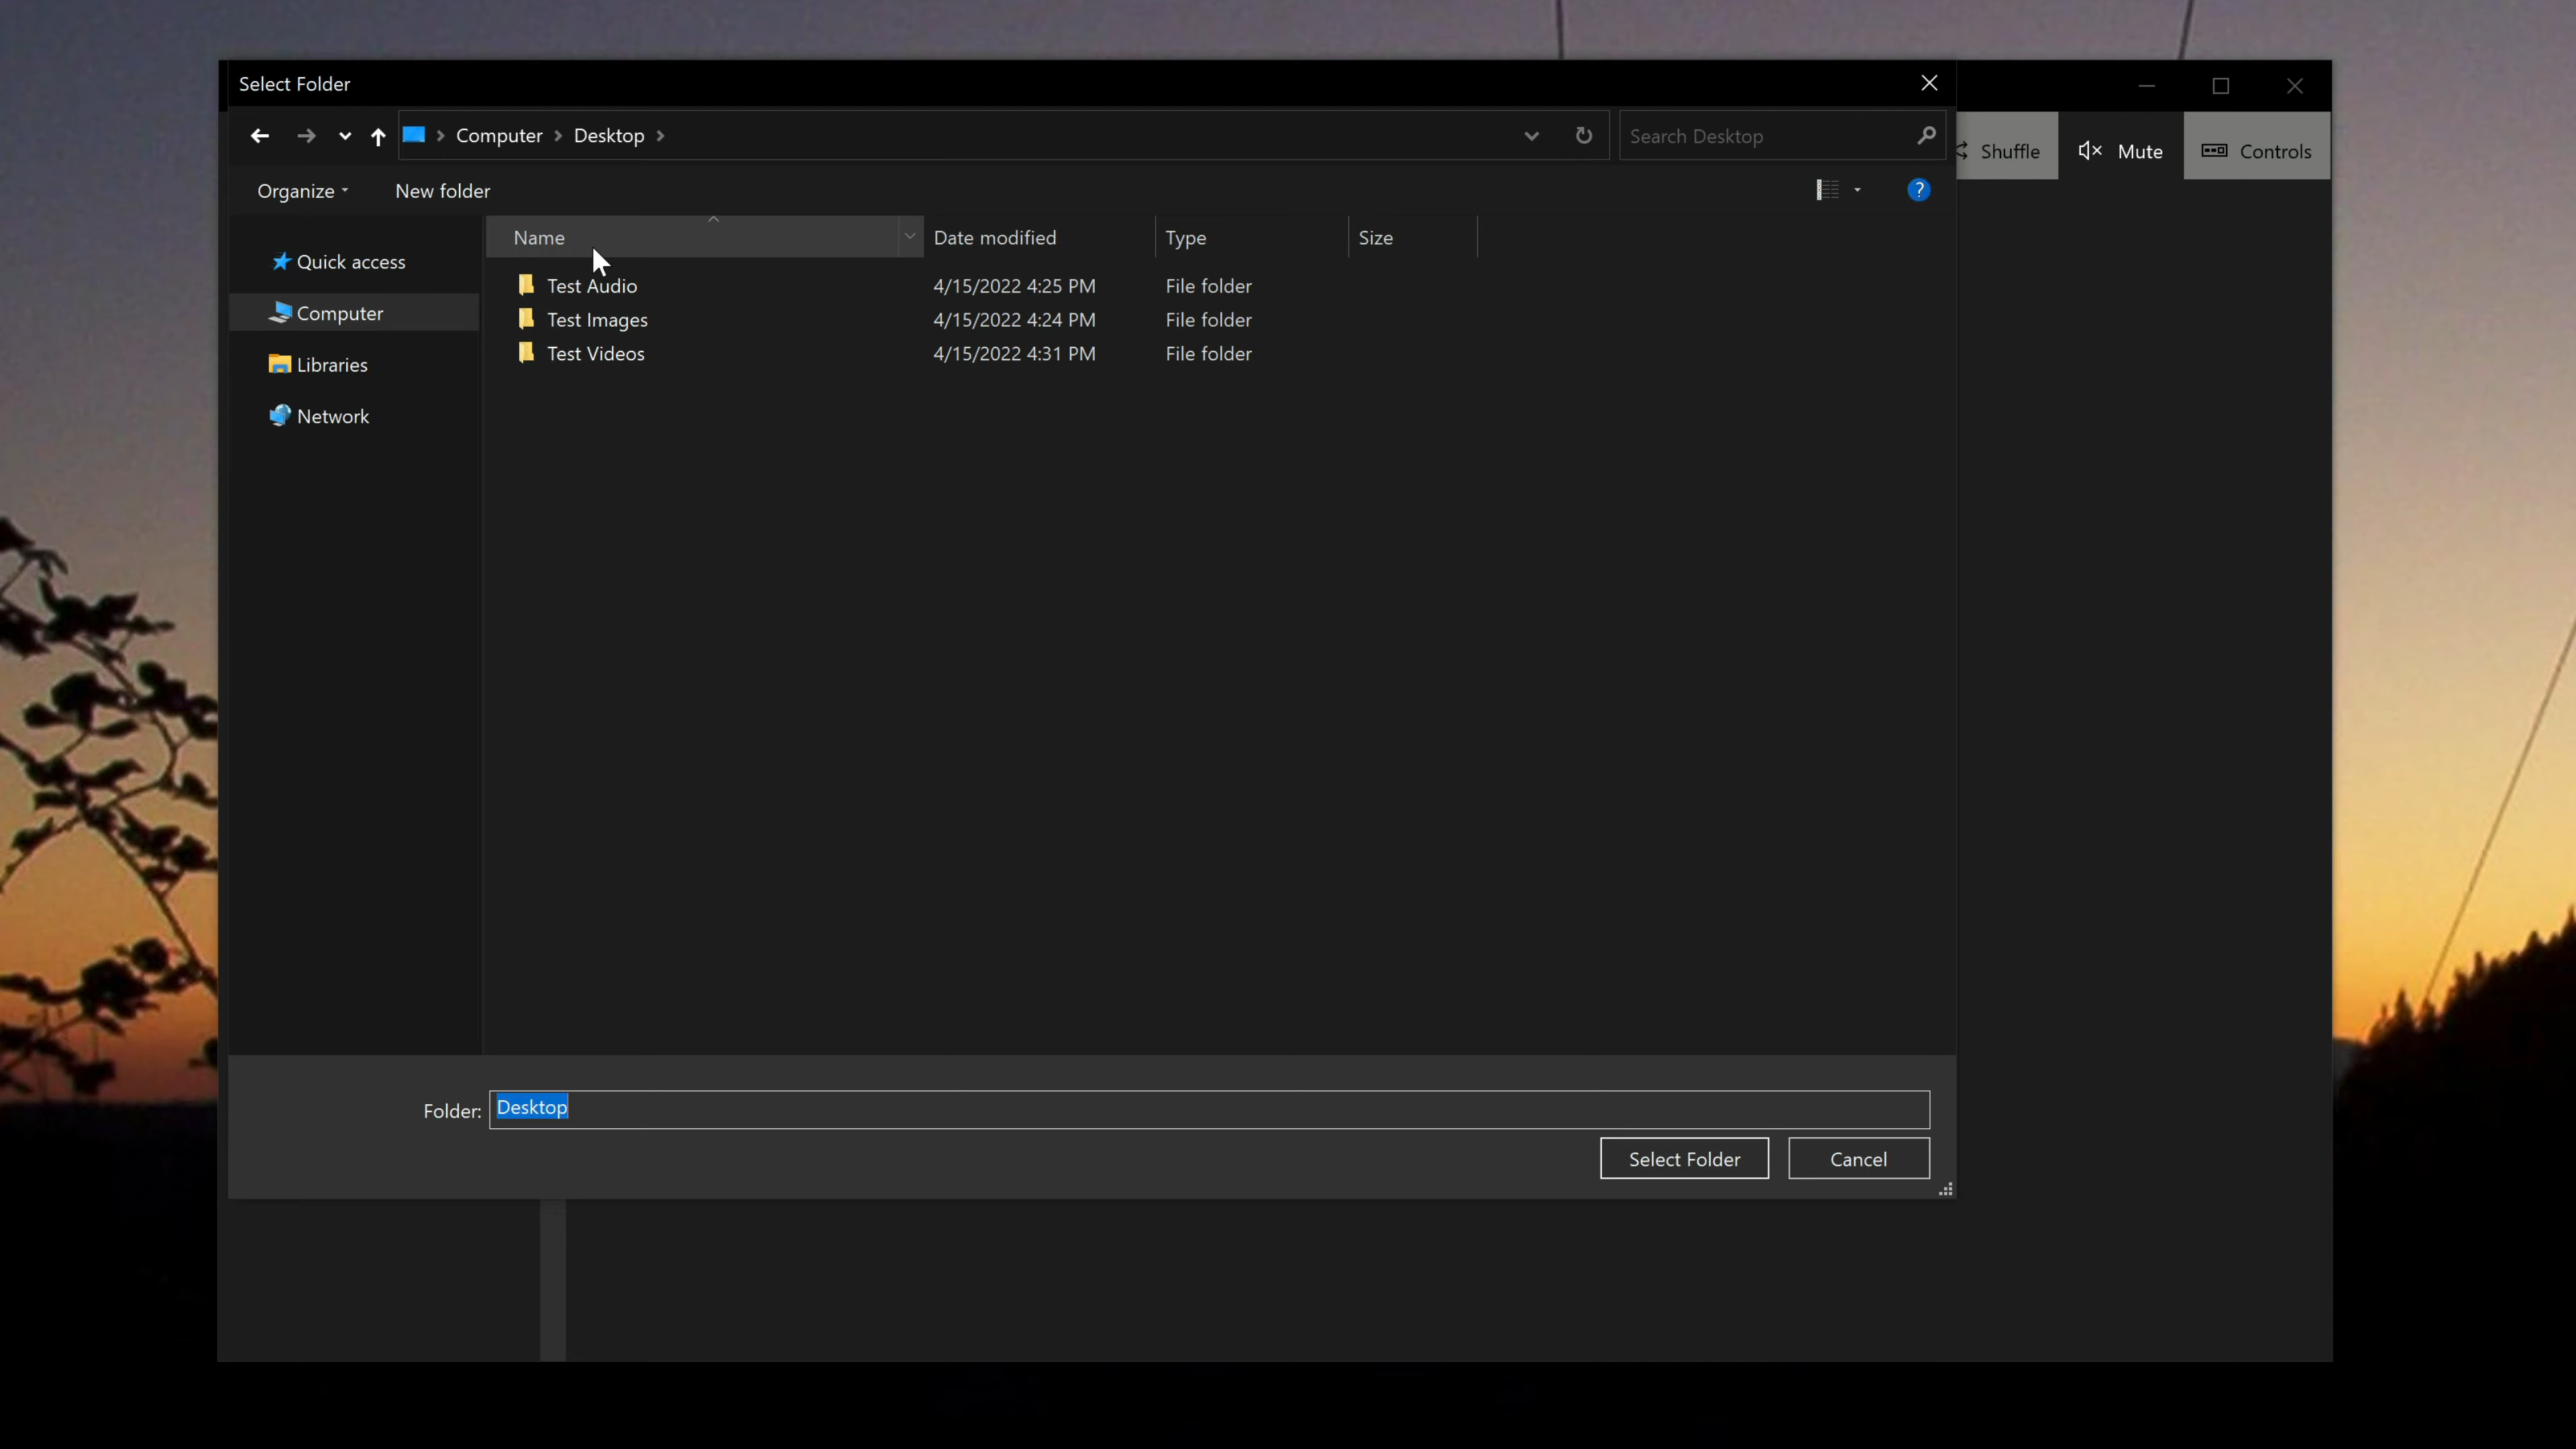 Select Folder
Computer Desktop
Search Desktop
Shuffle
Mute
Controls
Organize
New folder
?
Name Date modified Type Size
Quick access
Computer
Libraries
Network
Test Audio 4/15/2022 4:25 PM File folder
Test Images 4/15/2022 4:24 PM File folder
Test Videos 4/15/2022 4:31 PM File folder
Folder: Desktop
Select Folder
Cancel